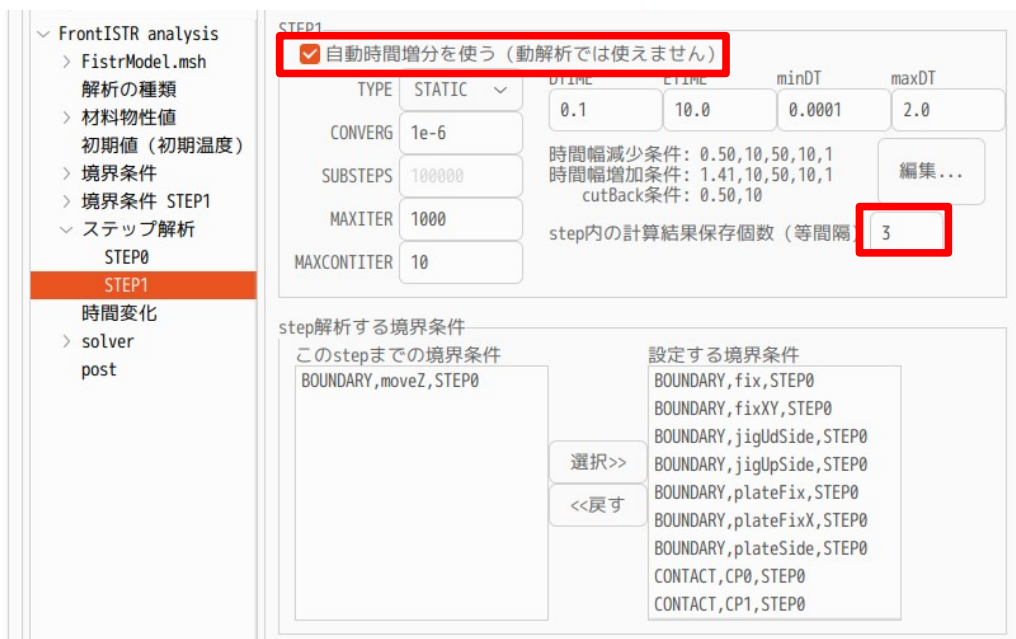 FrontISTR analysis
FistrModel.msh
解析の種類
材料物性値
初期値（初期温度）
境界条件
境界条件 STEP1
ステップ解析
STEP0
STEP1
時間変化
solver
post
STEP1
自動時間増分を使う（動解析では使えません）
TYPE STATIC
CONVERG 1e-6
SUBSTEPS 100000
MAXITER 1000
MAXCONTITER 10
DTIME ETIME minDT maxDT
0.1 10.0 0.0001 2.0
時間幅減少条件: 0.50,10,50,10,1
時間幅増加条件: 1.41,10,50,10,1
cutBack条件: 0.50,10
編集...
step内の計算結果保存個数（等間隔） 3
step解析する境界条件
このstepまでの境界条件
BOUNDARY,moveZ,STEP0
選択>>
<<戻す
設定する境界条件
BOUNDARY,fix,STEP0
BOUNDARY,fixXY,STEP0
BOUNDARY,jigUdSide,STEP0
BOUNDARY,jigUpSide,STEP0
BOUNDARY,plateFix,STEP0
BOUNDARY,plateFixX,STEP0
BOUNDARY,plateSide,STEP0
CONTACT,CP0,STEP0
CONTACT,CP1,STEP0